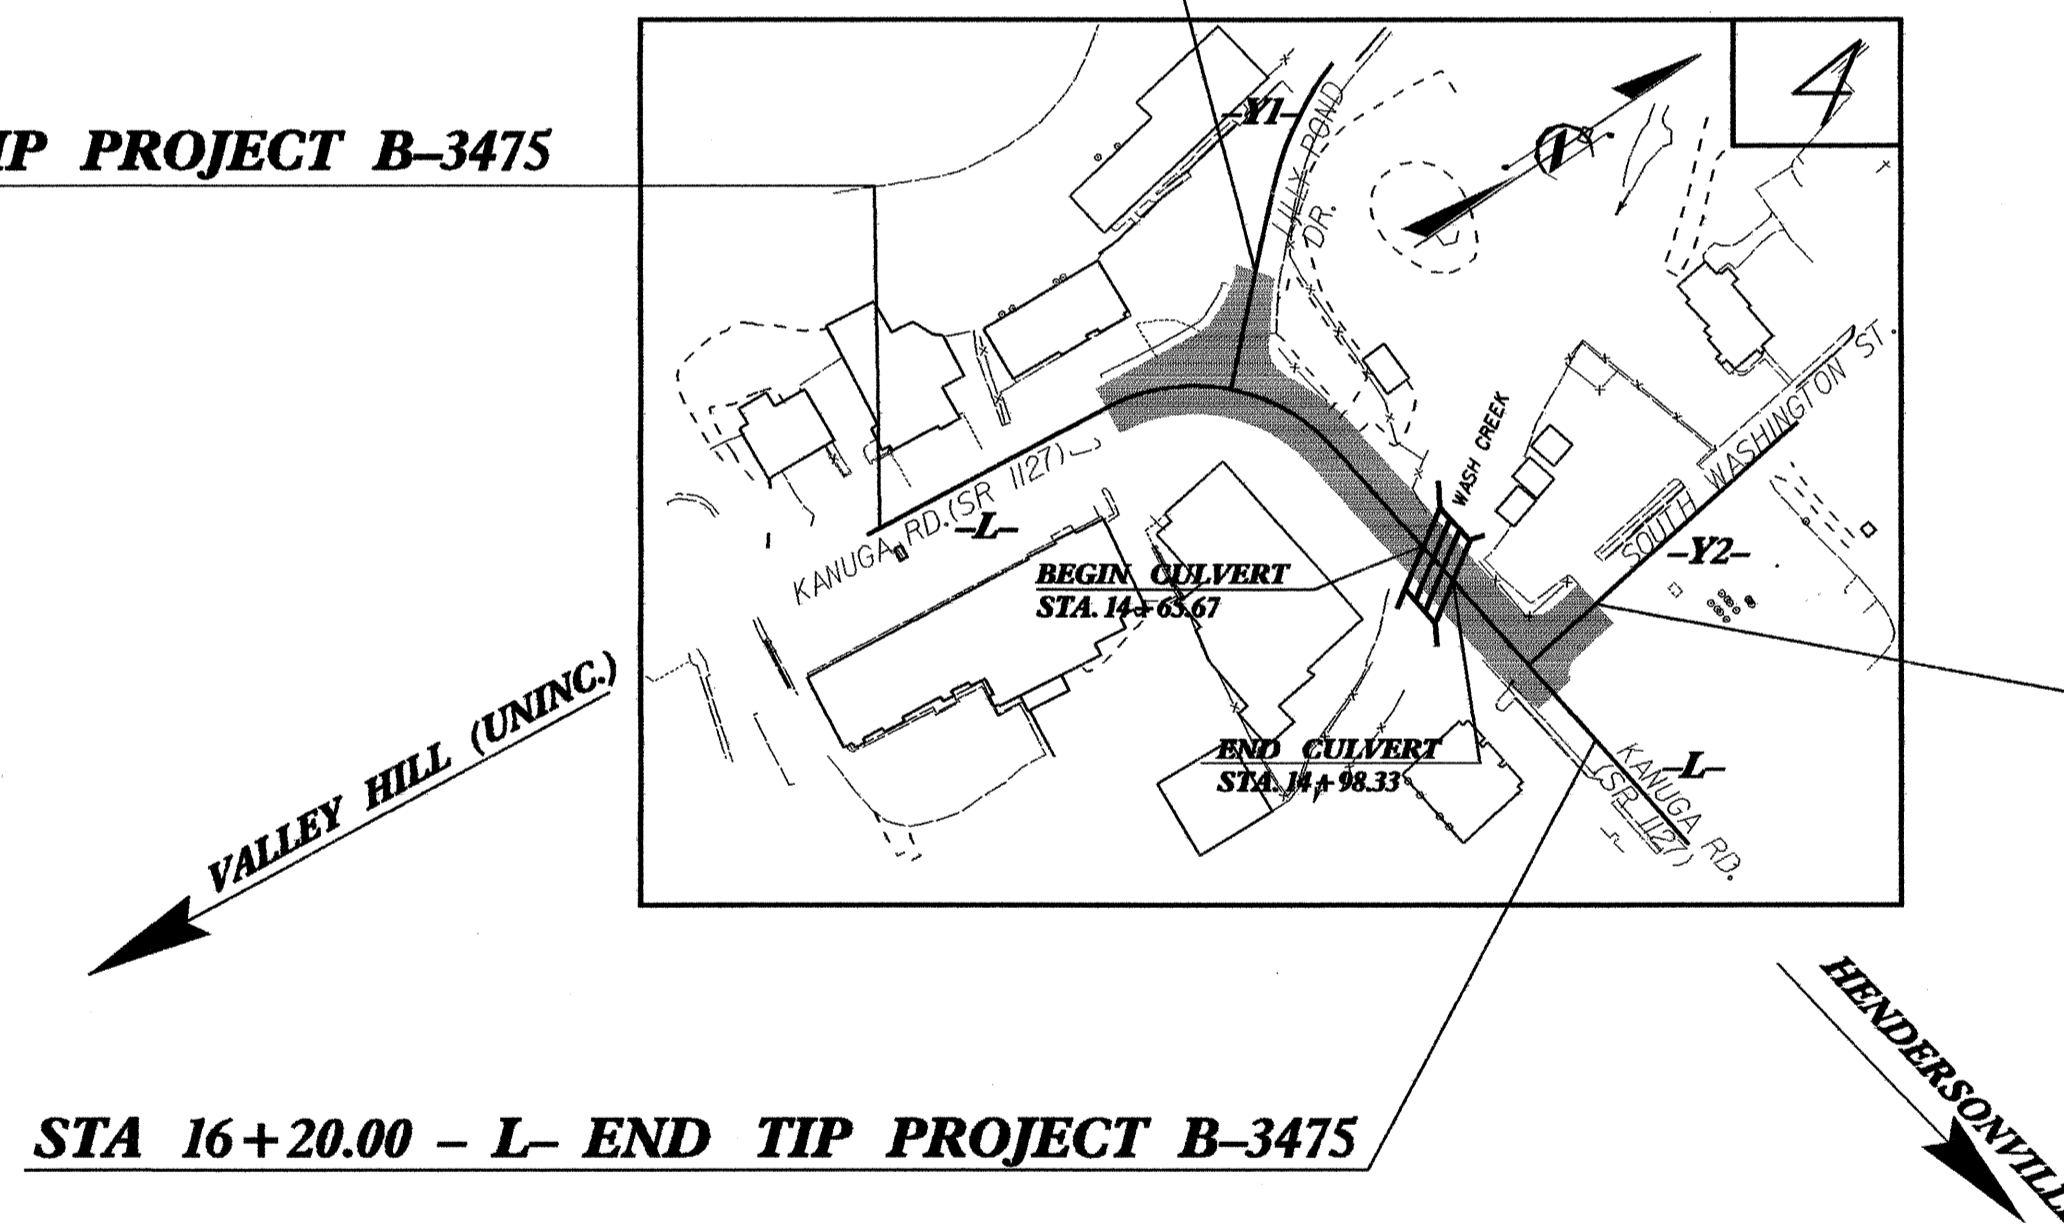 IP PROJECT B-3475
4
-Y1-
LILLY POND
DR.
WASH CREEK
SOUTH WASHINGTON ST.
-Y2-
KANUGA RD. (SR 1127)
-L-
BEGIN CULVERT
STA. 14+65.67
END CULVERT
STA. 14+98.33
-L-
KANUGA RD.
(SR 1127)
VALLEY HILL (UNINC.)
HENDERSONVILL
STA 16+20.00 - L- END TIP PROJECT B-3475